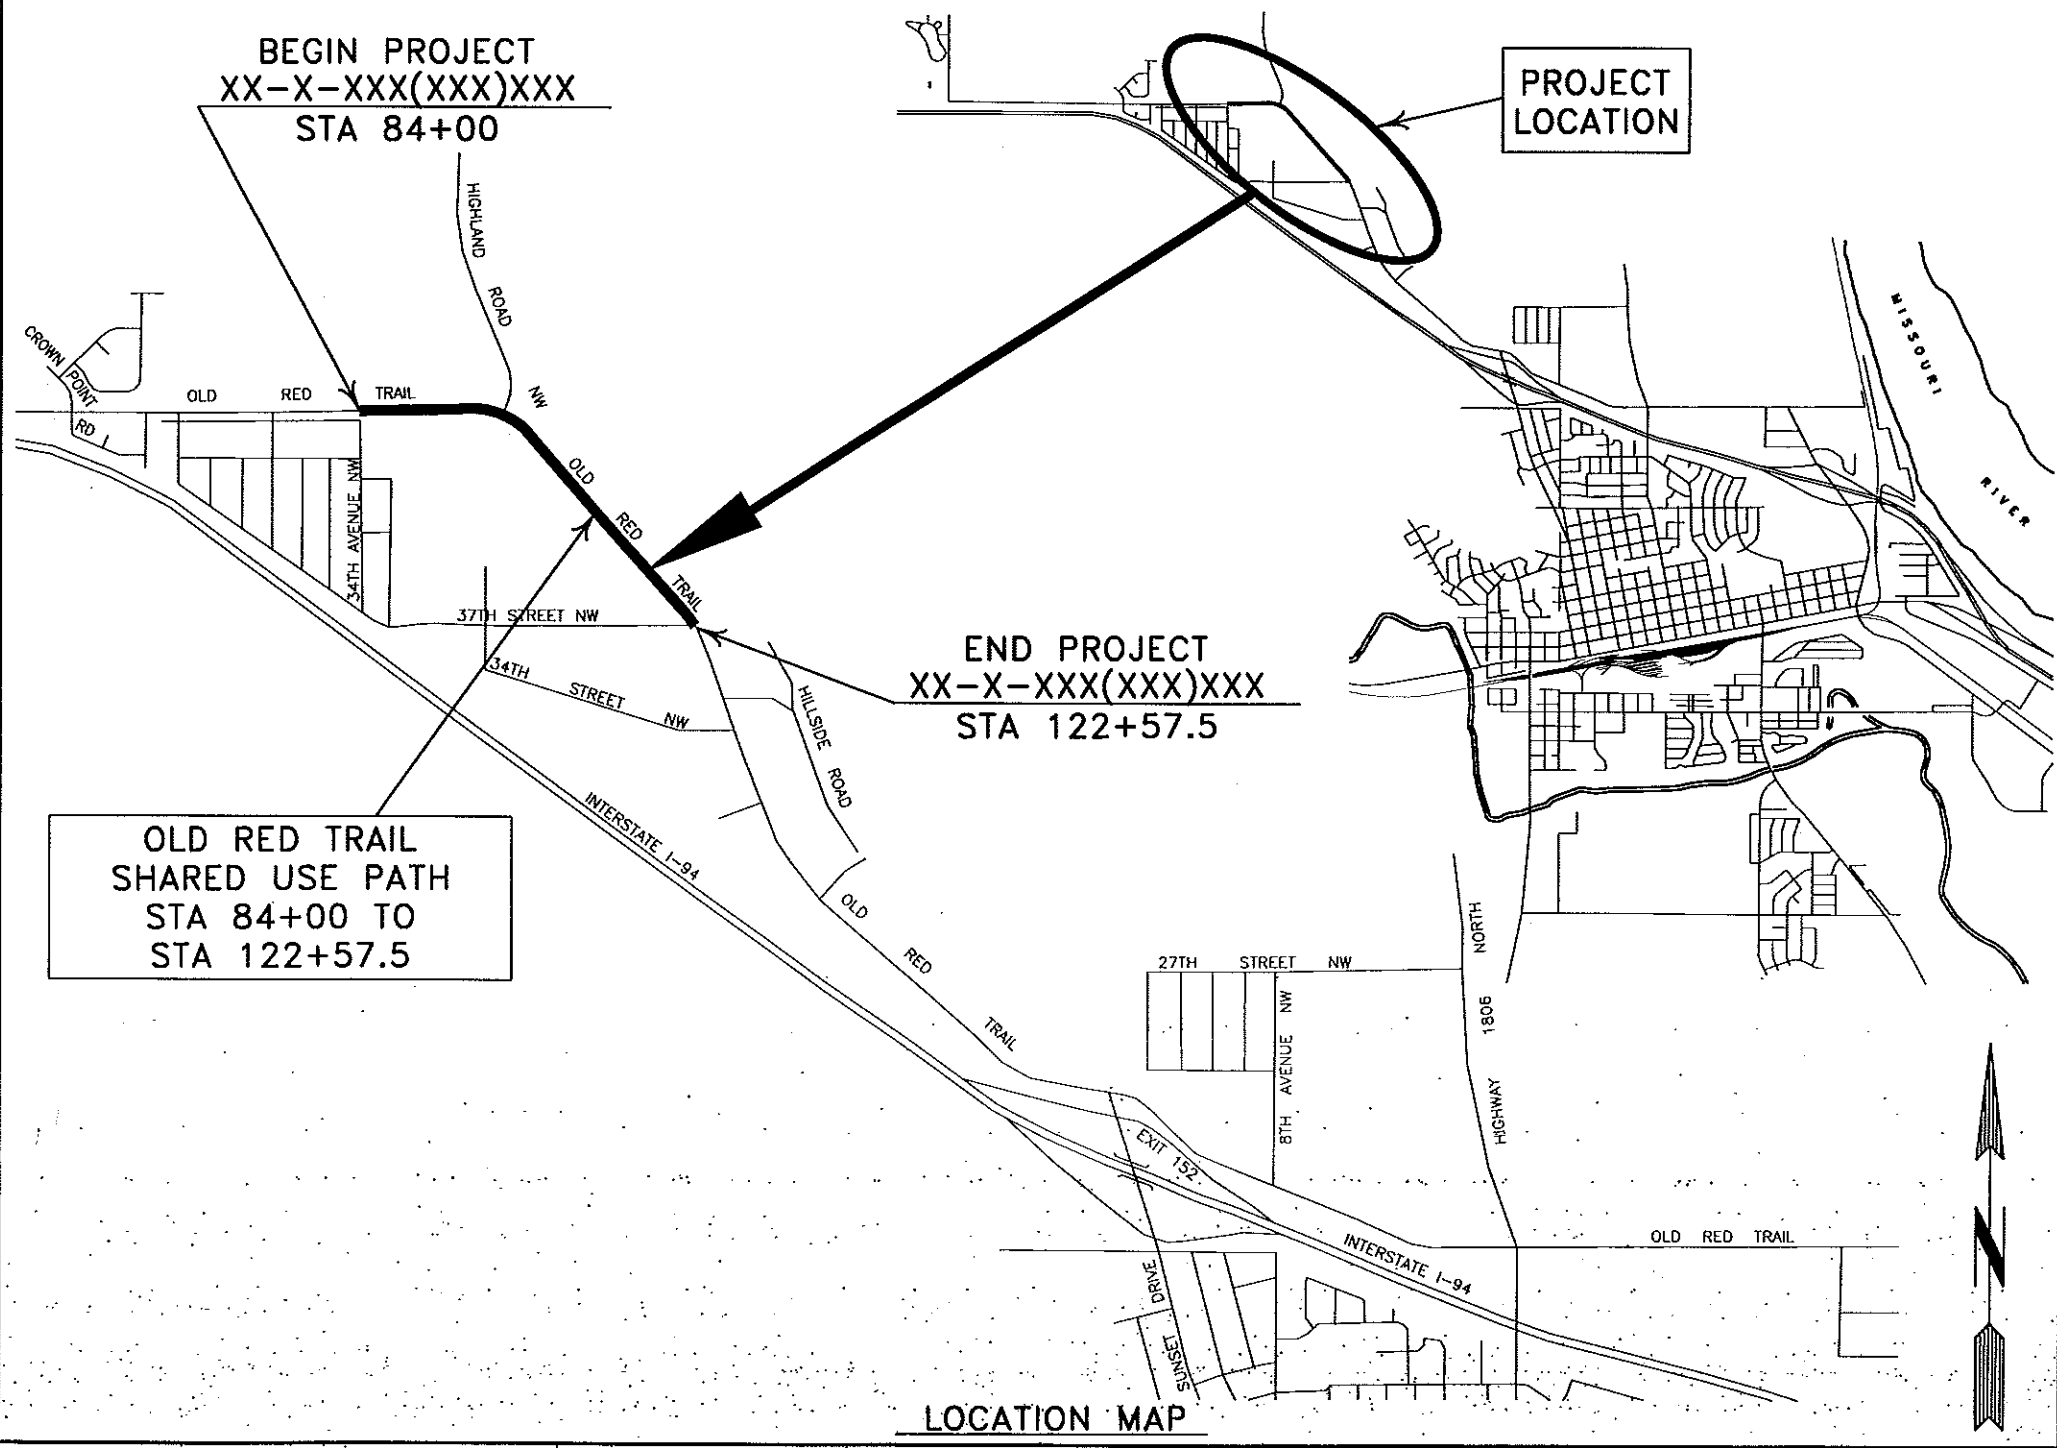 BEGIN PROJECT
XX-X-XXX(XXX)XXX
STA 84+00
PROJECT
LOCATION
HIGHLAND ROAD NW
MISSOURI RIVER
CROWN POINT RD
OLD RED TRAIL
34TH AVENUE NW
OLD RED TRAIL
37TH STREET NW
34TH STREET NW
END PROJECT
XX-X-XXX(XXX)XXX
STA 122+57.5
HILLSIDE ROAD
INTERSTATE I-94
OLD RED TRAIL
SHARED USE PATH
STA 84+00 TO
STA 122+57.5
OLD RED TRAIL
27TH STREET NW
8TH AVENUE NW
NORTH
HIGHWAY 1806
EXIT 152
INTERSTATE I-94
OLD RED TRAIL
SUNSET DRIVE
N
LOCATION MAP